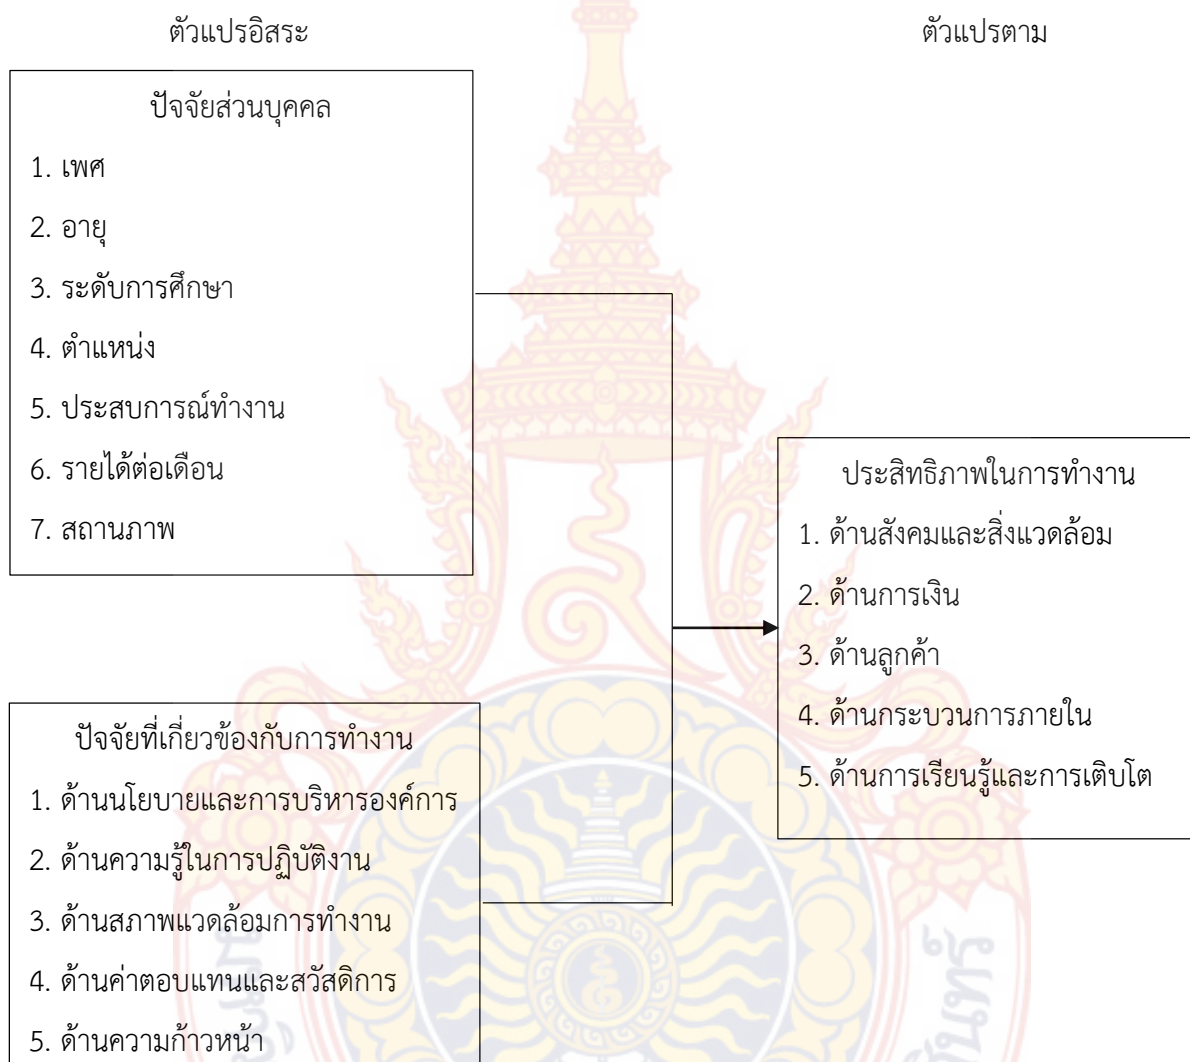 ตัวแปรอิสระ
ตัวแปรตาม
ปัจจัยส่วนบุคคล
1. เพศ
2. อายุ
3. ระดับการศึกษา
4. ตำแหน่ง
5. ประสบการณ์ทำงาน
6. รายได้ต่อเดือน
7. สถานภาพ
ปัจจัยที่เกี่ยวข้องกับการทำงาน
1. ด้านนโยบายและการบริหารองค์การ
2. ด้านความรู้ในการปฏิบัติงาน
3. ด้านสภาพแวดล้อมการทำงาน
4. ด้านค่าตอบแทนและสวัสดิการ
5. ด้านความก้าวหน้า
ประสิทธิภาพในการทำงาน
1. ด้านสังคมและสิ่งแวดล้อม
2. ด้านการเงิน
3. ด้านลูกค้า
4. ด้านกระบวนการภายใน
5. ด้านการเรียนรู้และการเติบโต